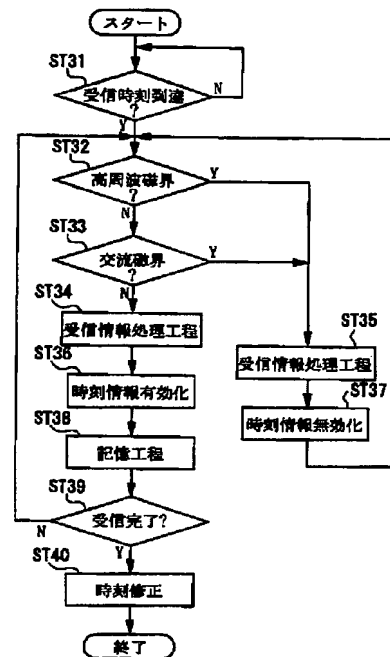 スタート
ST31
受信時刻到達
?
N
Y
ST32
高周波磁界
?
Y
N
ST33
交流磁界
?
Y
N
ST34
受信情報処理工程
ST35
受信情報処理工程
ST36
時刻情報有効化
ST37
時刻情報無効化
ST38
記憶工程
ST39
受信完了?
N
Y
ST40
時刻修正
終了